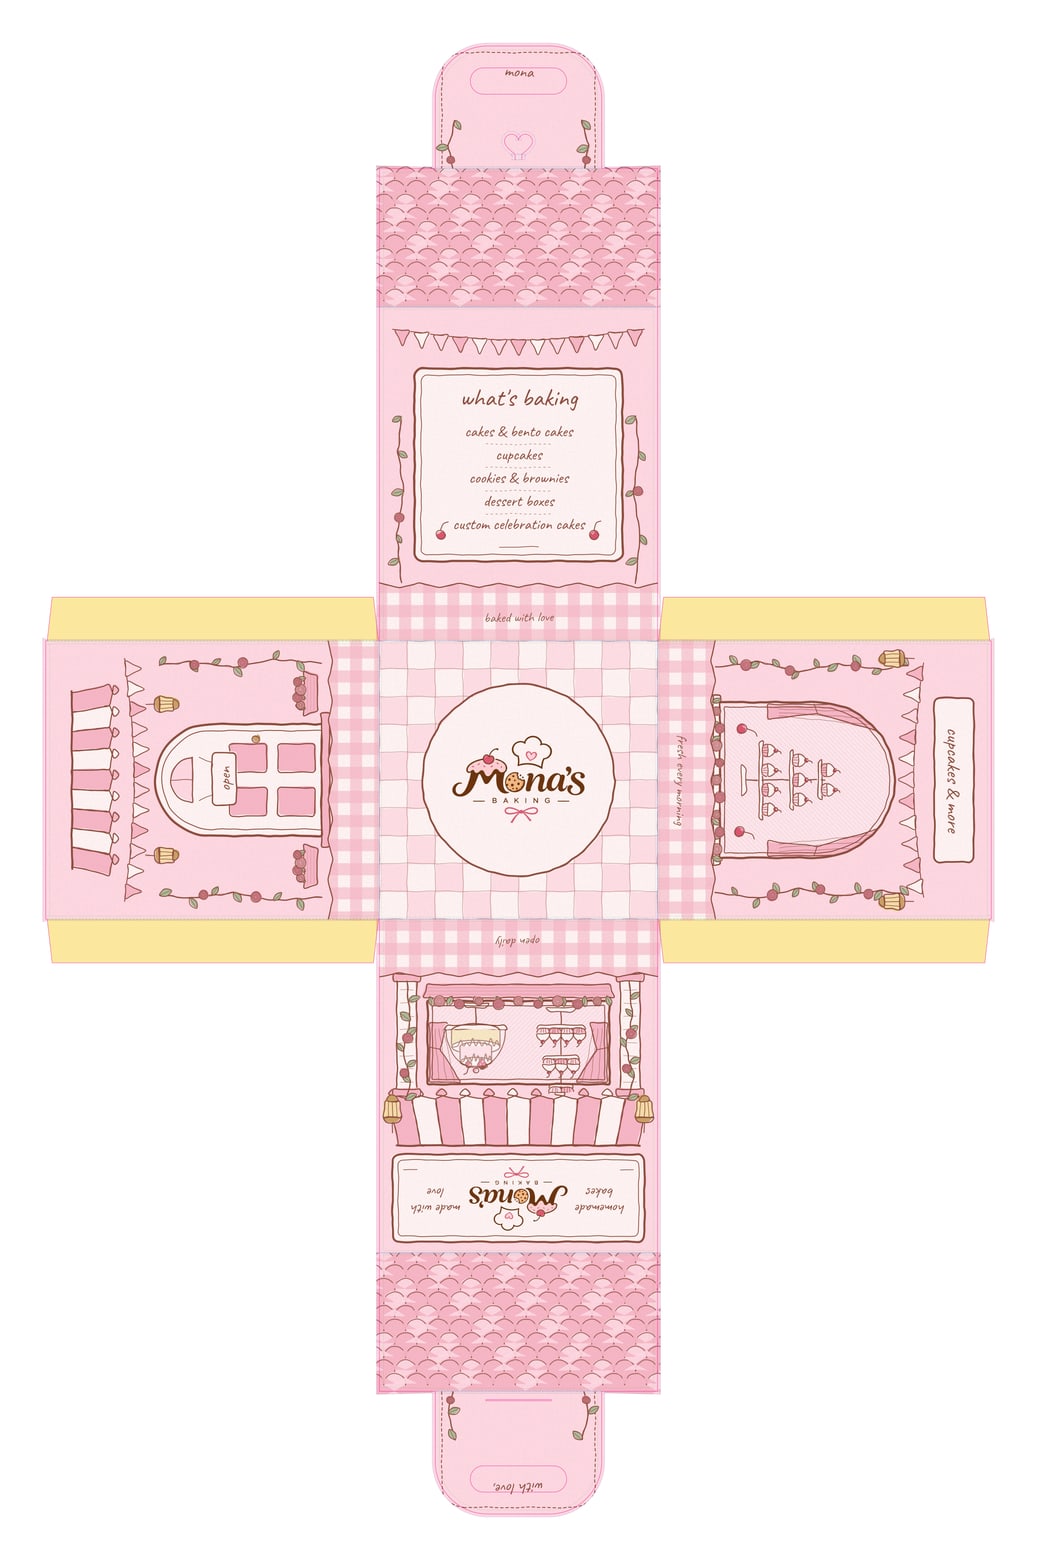 mona
what's baking
cakes & bento cakes
cupcakes
cookies & brownies
dessert boxes
custom celebration cakes
baked with love
open
Mona's
BAKING
fresh every morning
cupcakes & more
open daily
homemade
bakes
Mona's
BAKING
made with
love
with love,